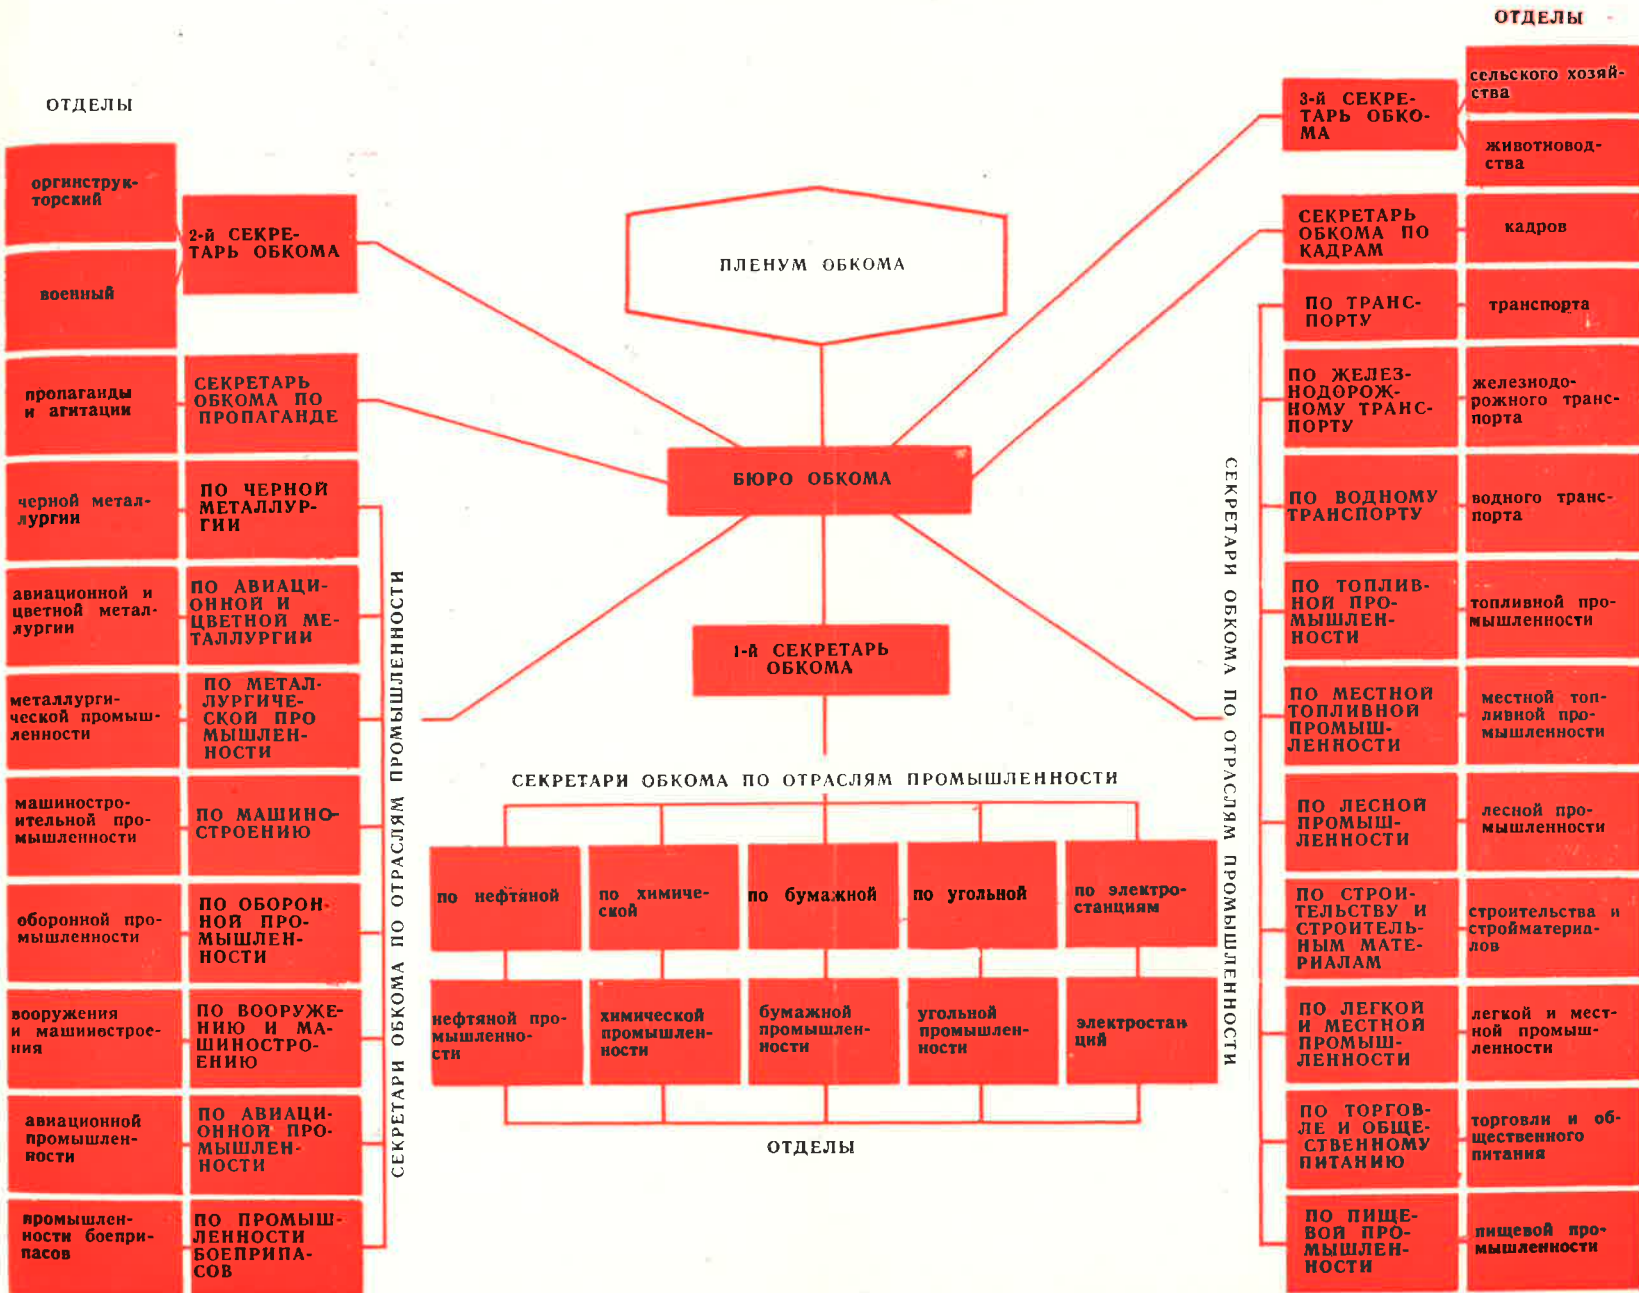 ОТДЕЛЫ
оргинструк-
торский
военный
2-й СЕКРЕ-
ТАРЬ ОБКОМА
пропаганды
и агитации
СЕКРЕТАРЬ
ОБКОМА ПО
ПРОПАГАНДЕ
черной метал-
лургии
ПО ЧЕРНОЙ
МЕТАЛЛУР-
ГИИ
авиационной и
цветной метал-
лургии
ПО АВИАЦИ-
ОННОЙ И
ЦВЕТНОЙ МЕ-
ТАЛЛУРГИИ
металлурги-
ческой промыш-
ленности
ПО МЕТАЛ-
ЛУРГИЧЕ-
СКОЙ ПРО
МЫШЛЕН-
НОСТИ
машиностро-
ительной про-
мышленности
ПО МАШИНО-
СТРОЕНИЮ
оборонной про-
мышленности
ПО ОБОРОН-
НОЙ ПРО-
МЫШЛЕН-
НОСТИ
вооружения
и машиностро­е-
ния
ПО ВООРУЖЕ-
НИЮ И МА-
ШИНОСТРО-
ЕНИЮ
авиационной
промышлен-
ности
ПО АВИАЦИ-
ОННОЙ ПРО-
МЫШЛЕН-
НОСТИ
промышлен-
ности боепри-
пасов
ПО ПРОМЫШ-
ЛЕННОСТИ
БОЕПРИПА-
СОВ
СЕКРЕТАРИ ОБКОМА ПО ОТРАСЛЯМ ПРОМЫШЛЕННОСТИ
ПЛЕНУМ ОБКОМА
БЮРО ОБКОМА
1-й СЕКРЕТАРЬ
ОБКОМА
СЕКРЕТАРИ ОБКОМА ПО ОТРАСЛЯМ ПРОМЫШЛЕННОСТИ
по нефтяной
по химиче-
ской
по бумажной
по угольной
по электро-
станциям
нефтяной про-
мышленно-
сти
химической
промышлен-
ности
бумажной
промышлен-
ности
угольной
промышлен-
ности
электростан
ций
ОТДЕЛЫ
СЕКРЕТАРИ ОБКОМА ПО ОТРАСЛЯМ ПРОМЫШЛЕННОСТИ
ОТДЕЛЫ
3-й СЕКРЕ-
ТАРЬ ОБКО-
МА
сельского хозяй-
ства
животновод-
ства
СЕКРЕТАРЬ
ОБКОМА ПО
КАДРАМ
кадров
ПО ТРАНС-
ПОРТУ
транспорта
ПО ЖЕЛЕЗ-
НОДОРОЖ-
НОМУ ТРАНС-
ПОРТУ
железнодо-
рожного транс-
порта
ПО ВОДНОМУ
ТРАНСПОРТУ
водного транс-
порта
ПО ТОПЛИВ-
НОЙ ПРО-
МЫШЛЕН-
НОСТИ
топливной про-
мышленности
ПО МЕСТНОЙ
ТОПЛИВНОЙ
ПРОМЫШ-
ЛЕННОСТИ
местной топ-
ливной про-
мышленности
ПО ЛЕСНОЙ
ПРОМЫШ-
ЛЕННОСТИ
лесной про-
мышленности
ПО СТРОИ-
ТЕЛЬСТВУ И
СТРОИТЕЛЬ-
НЫМ МАТЕ-
РИАЛАМ
строительства и
стройматериа-
лов
ПО ЛЕГКОЙ
И МЕСТНОЙ
ПРОМЫШ-
ЛЕННОСТИ
легкой и мест-
ной промыш-
ленности
ПО ТОРГОВ-
ЛЕ И ОБЩЕ-
СТВЕННОМУ
ПИТАНИЮ
торговли и об-
щественного
питания
ПО ПИЩЕ-
ВОЙ ПРО-
МЫШЛЕН-
НОСТИ
пищевой про-
мышленности